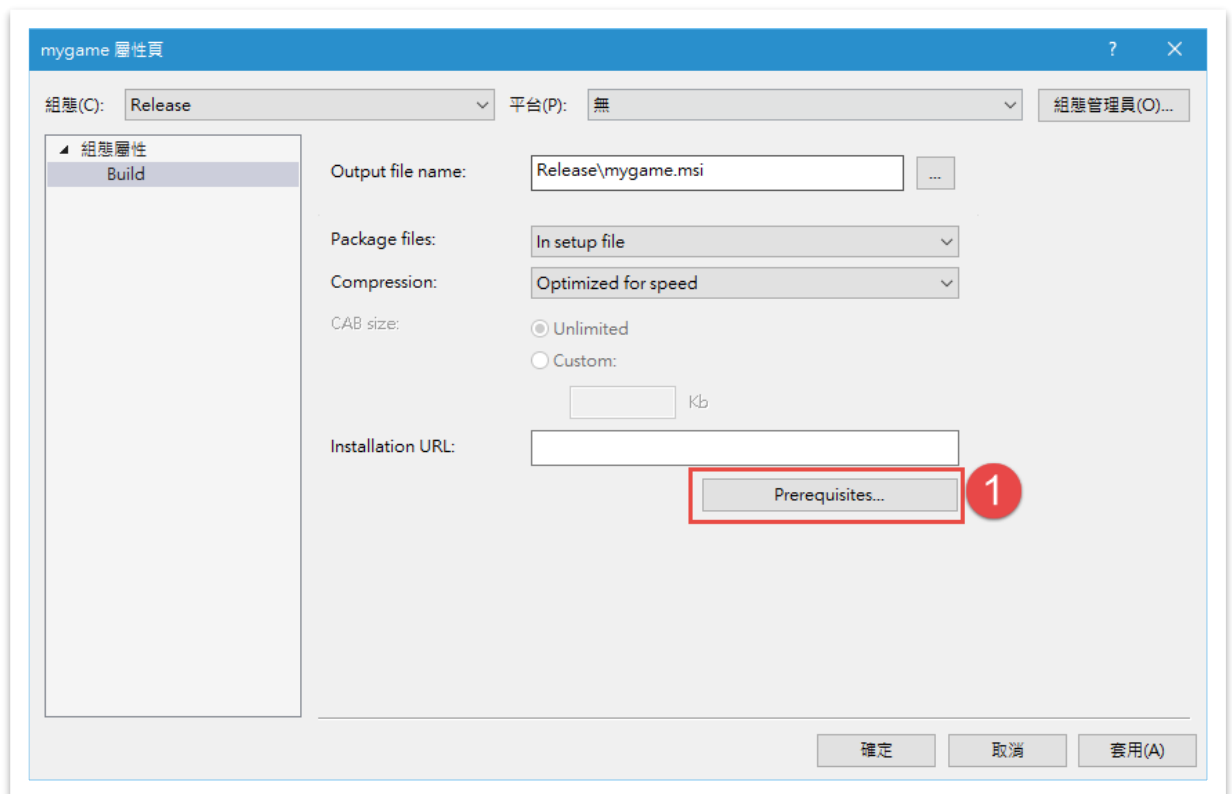 mygame 屬性頁
?
組態(C):
Release
平台(P):
無
組態管理員(O)...
組態屬性
Build
Output file name:
Release\mygame.msi
...
Package files:
In setup file
Compression:
Optimized for speed
CAB size:
Unlimited
Custom:
Kb
Installation URL:
Prerequisites...
1
確定
取消
套用(A)